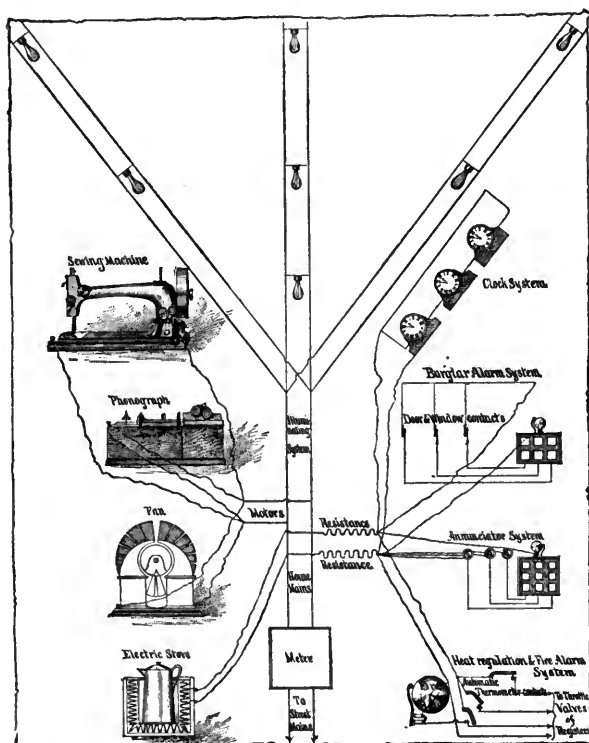 Sewing Machine
Clock System
Burglar Alarm System
Phonograph
Door & Window contacts
Illumi
nating
System
Motors
Resistance
Fan
Annunciator System
Resistance
House
Mains
Electric Stove
Metre
Heat regulation & Fire Alarm
System
Automatic
Thermometer contacts
To Throttle
Valves
of
Registers
To
Street
Mains